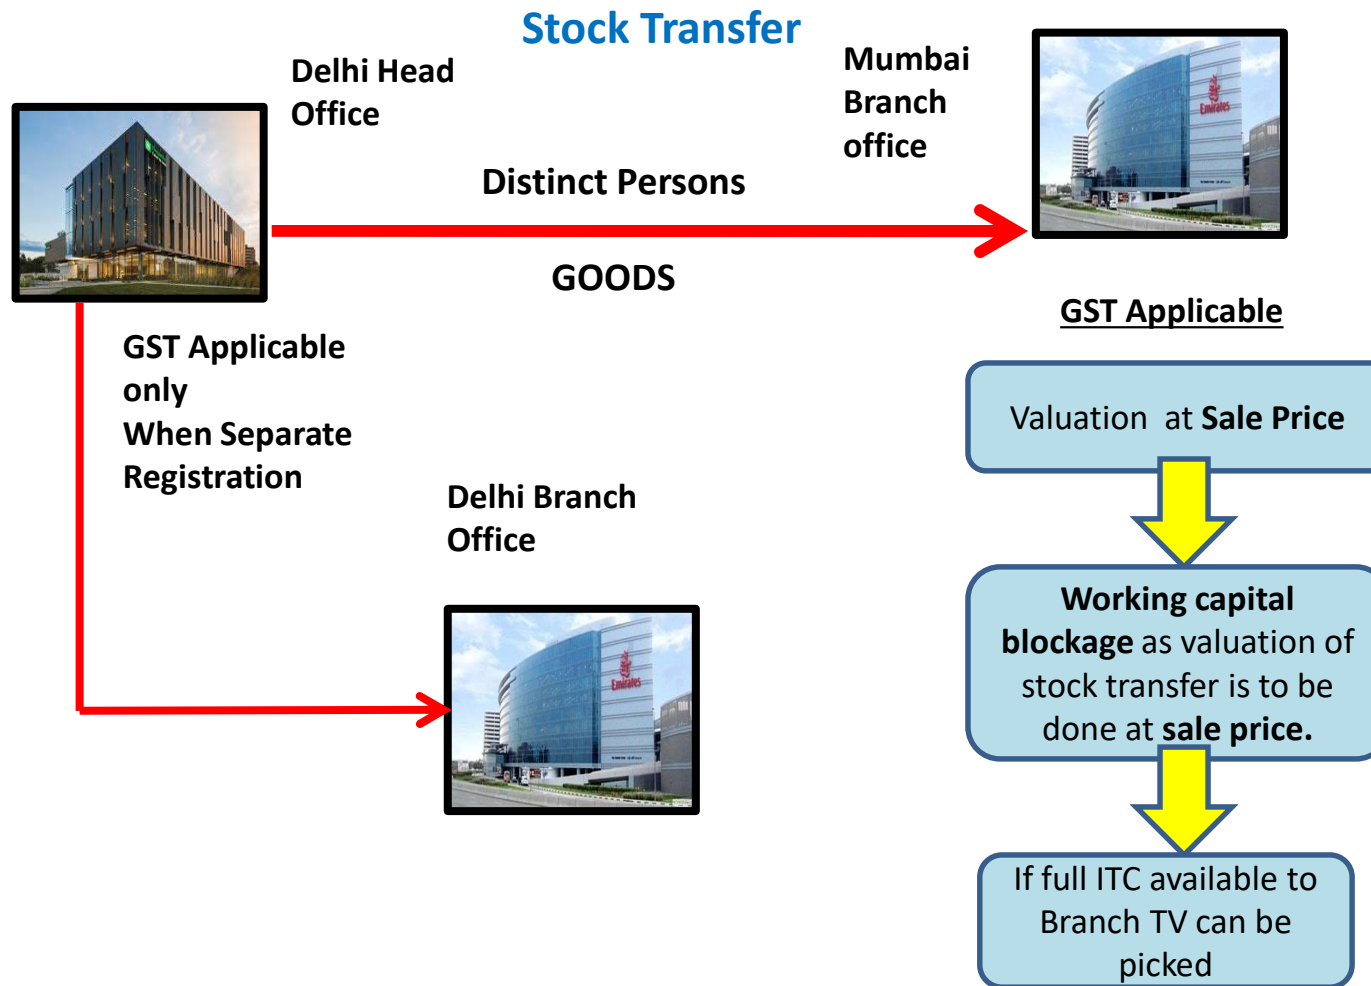 Stock Transfer
Delhi Head
Office
Mumbai
Branch
office
Emirates
Distinct Persons
GOODS
GST Applicable
GST Applicable
only
When Separate
Registration
Valuation at Sale Price
Delhi Branch
Office
Working capital
blockage as valuation of
stock transfer is to be
done at sale price.
Emirates
If full ITC available to
Branch TV can be
picked